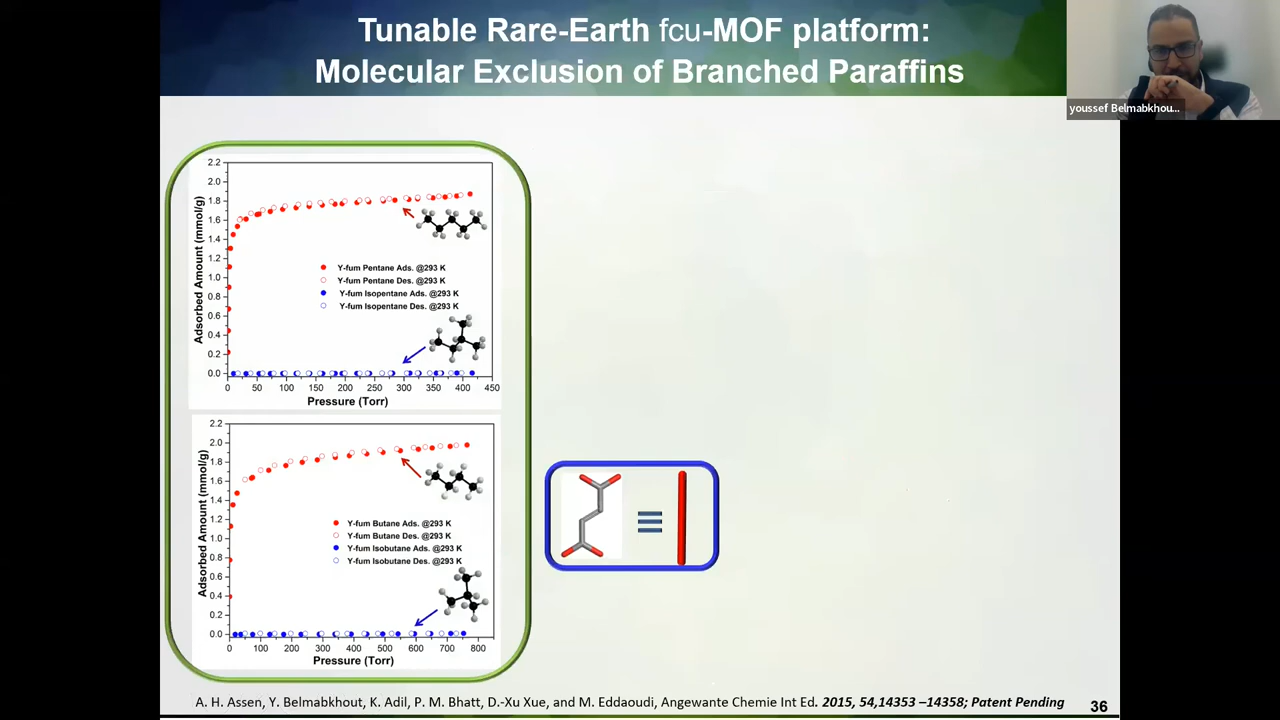 Tunable Rare-Earth fcu-MOF platform:
Molecular Exclusion of Branched Paraffins
youssef Belmabkhou...
2.2
2.0
1.8
1.6
1.4
1.2
1.0
0.8
0.6
0.4
0.2
0.0
Adsorbed Amount (mmol/g)
Y-fum Pentane Ads. @293 K
Y-fum Pentane Des. @293 K
Y-fum Isopentane Ads. @293 K
Y-fum Isopentane Des. @293 K
0 50 100 150 200 250 300 350 400 450
Pressure (Torr)
2.2
2.0
1.8
1.6
1.4
1.2
1.0
0.8
0.6
0.4
0.2
0.0
Adsorbed Amount (mmol/g)
Y-fum Butane Ads. @293 K
Y-fum Butane Des. @293 K
Y-fum Isobutane Ads. @293 K
Y-fum Isobutane Des. @293 K
0 100 200 300 400 500 600 700 800
Pressure (Torr)
A. H. Assen, Y. Belmabkhout, K. Adil, P. M. Bhatt, D.-Xu Xue, and M. Eddaoudi, Angewante Chemie Int Ed. 2015, 54,14353 –14358; Patent Pending
36